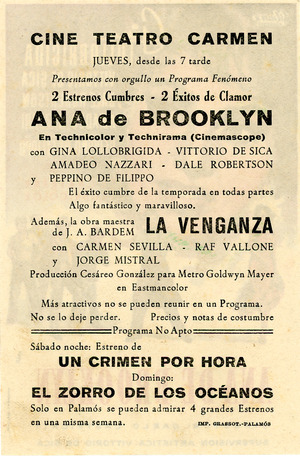 CINE TEATRO CARMEN
JUEVES, desde las 7 tarde
Presentamos con orgullo un Programa Fenómeno
2 Estrenos Cumbres - 2 Éxitos de Clamor
ANA de BROOKLYN
En Technicolor y Technirama (Cinemascope)
con GINA LOLLOBRIGIDA - VITTORIO DE SICA
AMADEO NAZZARI - DALE ROBERTSON
y PEPPINO DE FILIPPO
El éxito cumbre de la temporada en todas partes
Algo fantástico y maravilloso.
Además, la obra maestra
de J. A. BARDEM LA VENGANZA
con CARMEN SEVILLA - RAF VALLONE
y JORGE MISTRAL
Producción Cesáreo González para Metro Goldwyn Mayer
en Eastmancolor
Más atractivos no se pueden reunir en un Programa.
No se lo deje perder. Precios y notas de costumbre
Programa No Apto
Sábado noche: Estreno de
UN CRIMEN POR HORA
Domingo:
EL ZORRO DE LOS OCÉANOS
Solo en Palamós se pueden admirar 4 grandes Estrenos
en una misma semana. IMP. GRASSOT.-PALAMÓS